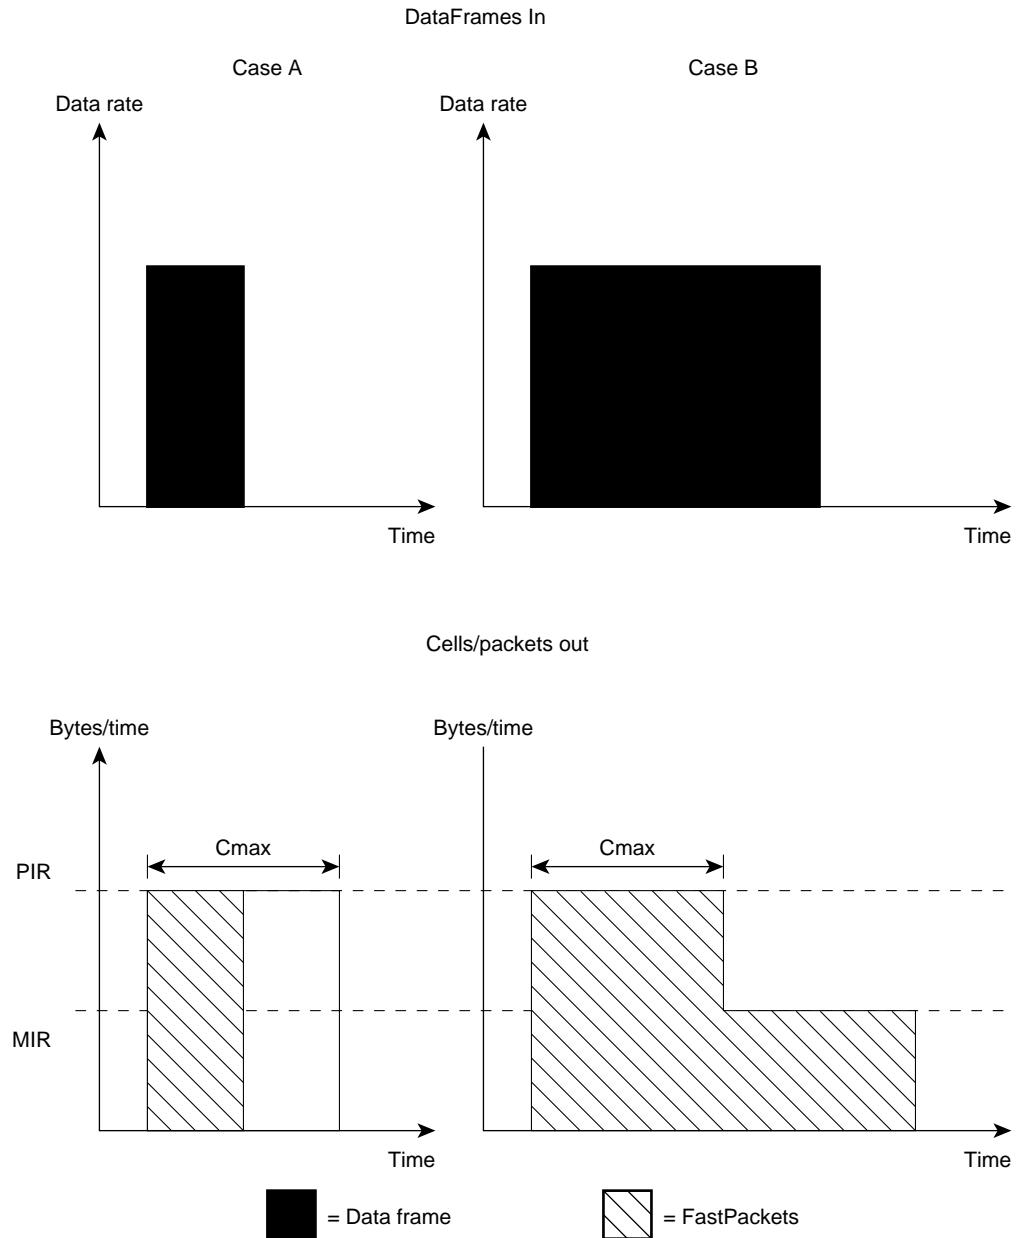 DataFrames In
Case A
Case B
Data rate
Data rate
Time
Time
Cells/packets out
Bytes/time
Bytes/time
Cmax
Cmax
PIR
MIR
Time
Time
= Data frame
= FastPackets